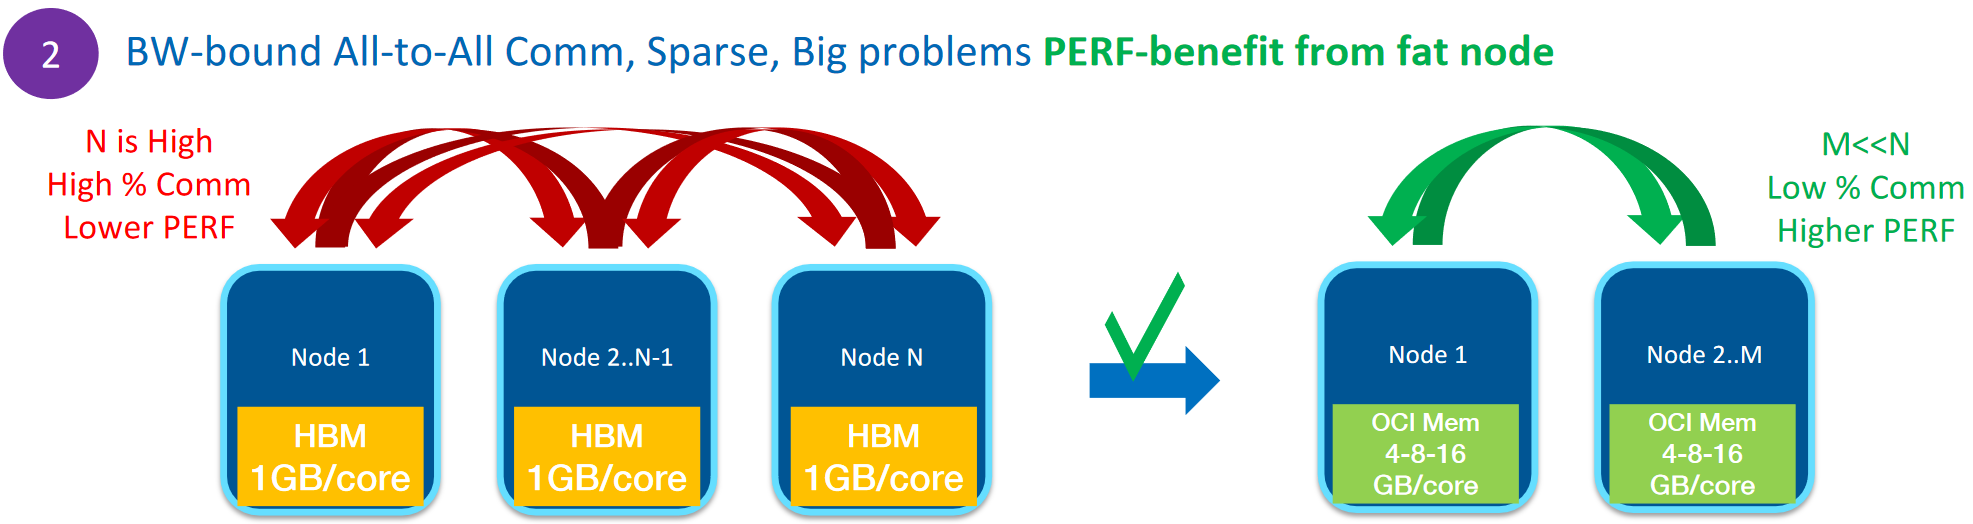 2
BW-bound All-to-All Comm, Sparse, Big problems PERF-benefit from fat node
N is High
High % Comm
Lower PERF
M<<N
Low % Comm
Higher PERF
Node 1
Node 2..N-1
Node N
Node 1
Node 2..M
HBM
1GB/core
HBM
1GB/core
HBM
1GB/core
OCI Mem
4-8-16
GB/core
OCI Mem
4-8-16
GB/core